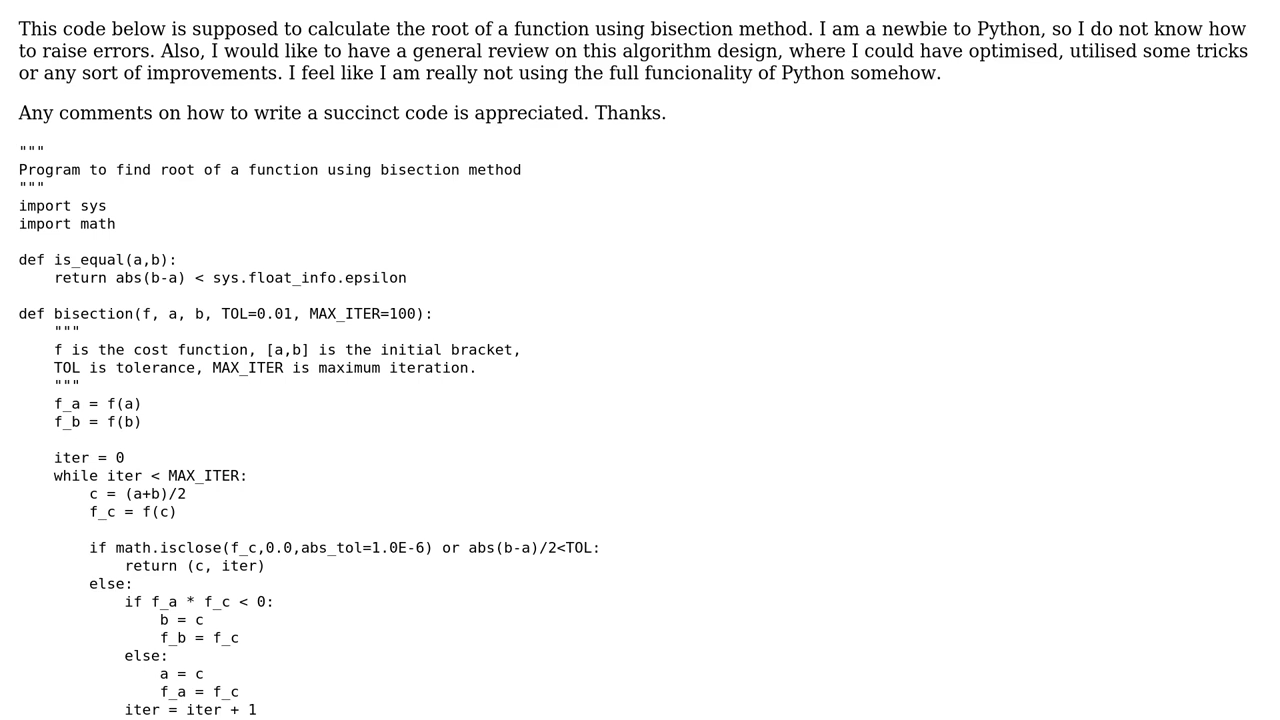 This code below is supposed to calculate the root of a function using bisection method. I am a newbie to Python, so I do not know how
to raise errors. Also, I would like to have a general review on this algorithm design, where I could have optimised, utilised some tricks
or any sort of improvements. I feel like I am really not using the full funcionality of Python somehow.
Any comments on how to write a succinct code is appreciated. Thanks.
"""
Program to find root of a function using bisection method
"""
import sys
import math
def is_equal(a,b):
    return abs(b-a) < sys.float_info.epsilon
def bisection(f, a, b, TOL=0.01, MAX_ITER=100):
    """
    f is the cost function, [a,b] is the initial bracket,
    TOL is tolerance, MAX_ITER is maximum iteration.
    """
    f_a = f(a)
    f_b = f(b)
    iter = 0
    while iter < MAX_ITER:
        c = (a+b)/2
        f_c = f(c)
        if math.isclose(f_c,0.0,abs_tol=1.0E-6) or abs(b-a)/2<TOL:
            return (c, iter)
        else:
            if f_a * f_c < 0:
                b = c
                f_b = f_c
            else:
                a = c
                f_a = f_c
            iter = iter + 1